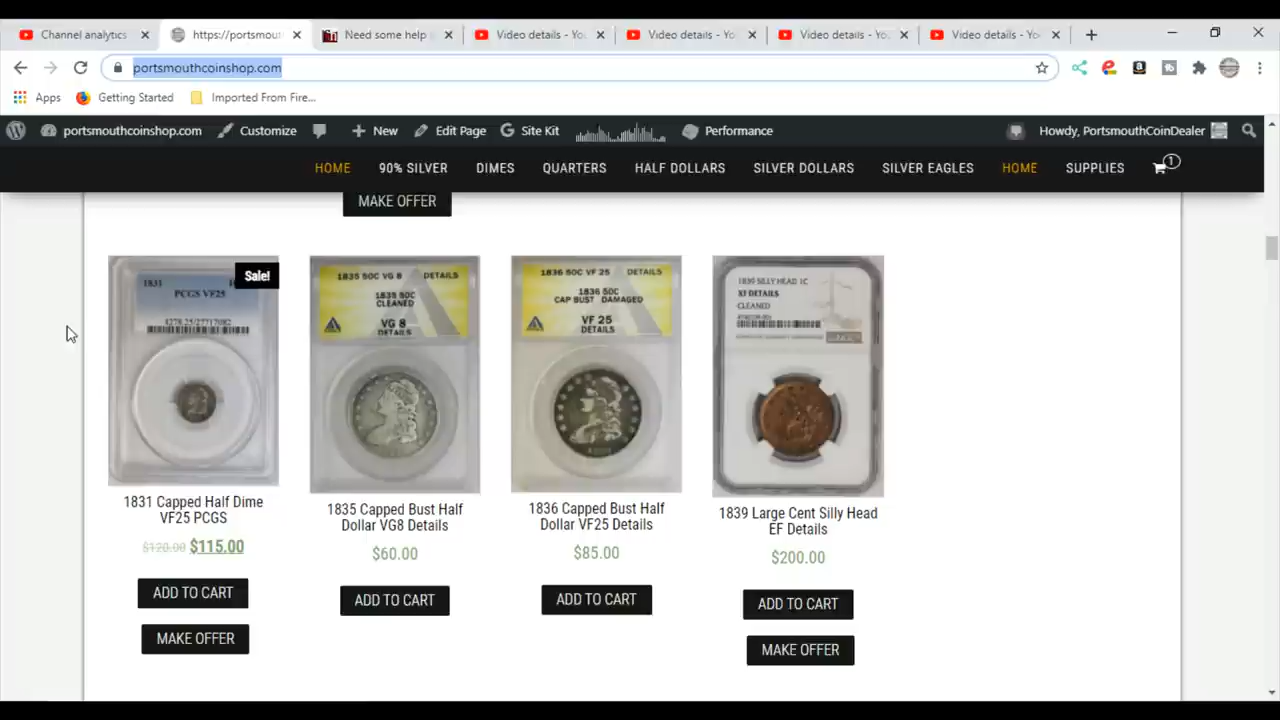 Channel analytics
https://portsmout
Need some help
Video details - Yo
Video details - Yo
Video details - Yo
Video details - Yo
portsmouthcoinshop.com
Apps
Getting Started
Imported From Fire...
portsmouthcoinshop.com
Customize
New
Edit Page
Site Kit
Performance
Howdy, PortsmouthCoinDealer
HOME
90% SILVER
DIMES
QUARTERS
HALF DOLLARS
SILVER DOLLARS
SILVER EAGLES
HOME
SUPPLIES
1
MAKE OFFER
Sale!
1831
PCGS VF25
1835 50C VG 8 DETAILS
1835 50C
CLEANED
VG 8
DETAILS
1836 50C VF 25 DETAILS
1836 50C
CAP BUST DAMAGED
VF 25
DETAILS
1839 SILLY HEAD 1C
XF DETAILS
CLEANED
1831 Capped Half Dime
VF25 PCGS
$120.00 $115.00
ADD TO CART
MAKE OFFER
1835 Capped Bust Half
Dollar VG8 Details
$60.00
ADD TO CART
1836 Capped Bust Half
Dollar VF25 Details
$85.00
ADD TO CART
1839 Large Cent Silly Head
EF Details
$200.00
ADD TO CART
MAKE OFFER